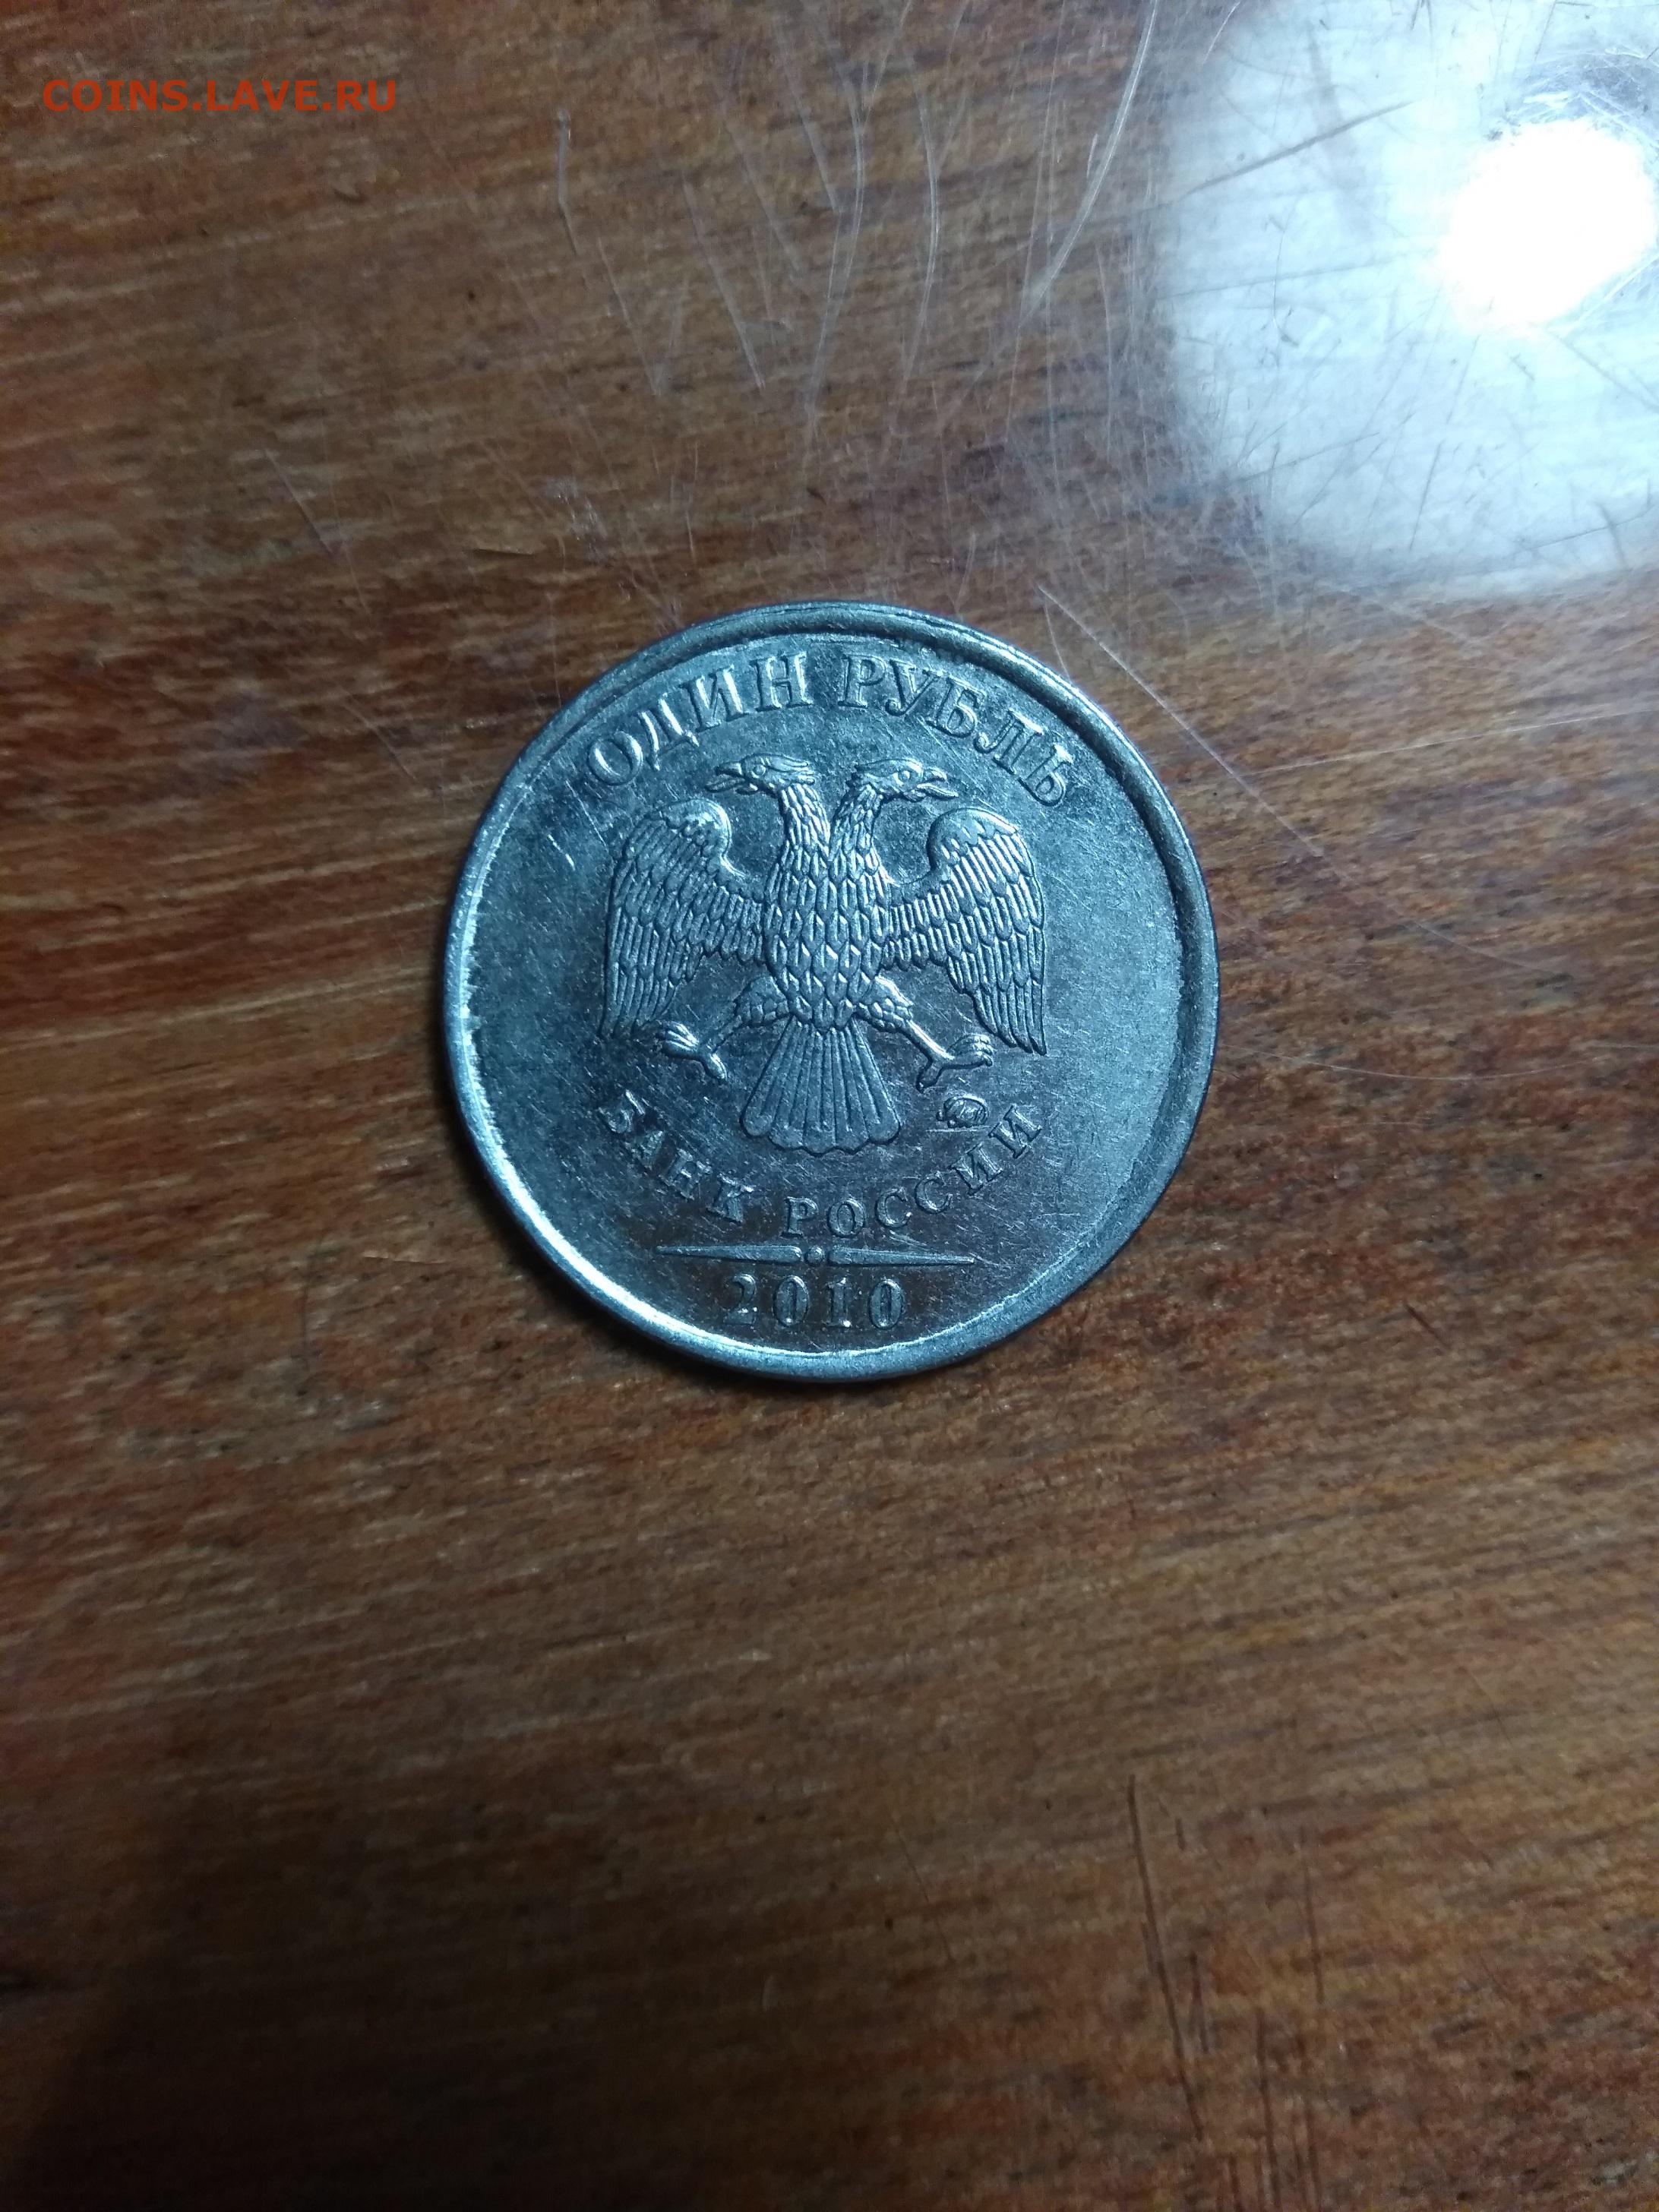 COINS.LAVE.RU
ОДИН РУБЛЬ
БАНК РОССИИ
2010